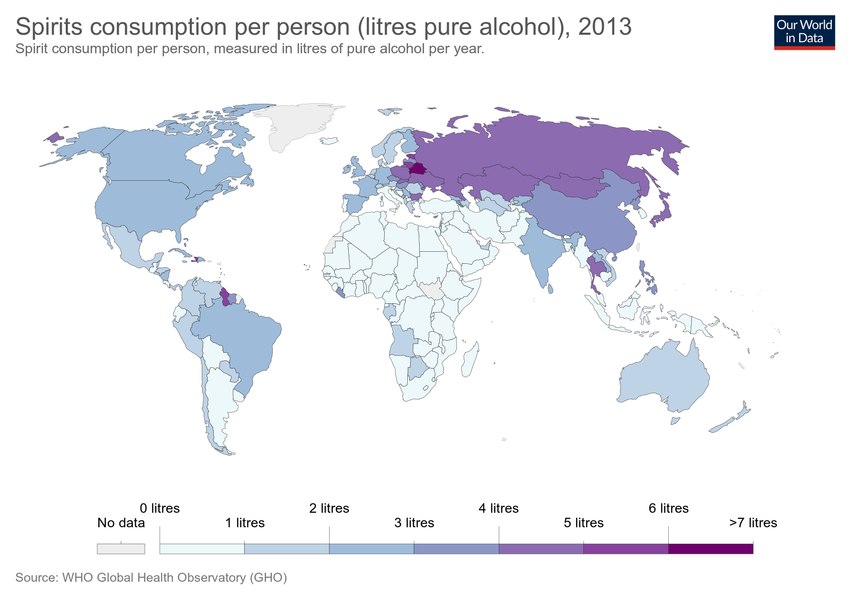 Spirits consumption per person (litres pure alcohol), 2013
Spirit consumption per person, measured in litres of pure alcohol per year.
Our World
in Data
0 litres
2 litres
4 litres
6 litres
No data
1 litres
3 litres
5 litres
>7 litres
Source: WHO Global Health Observatory (GHO)